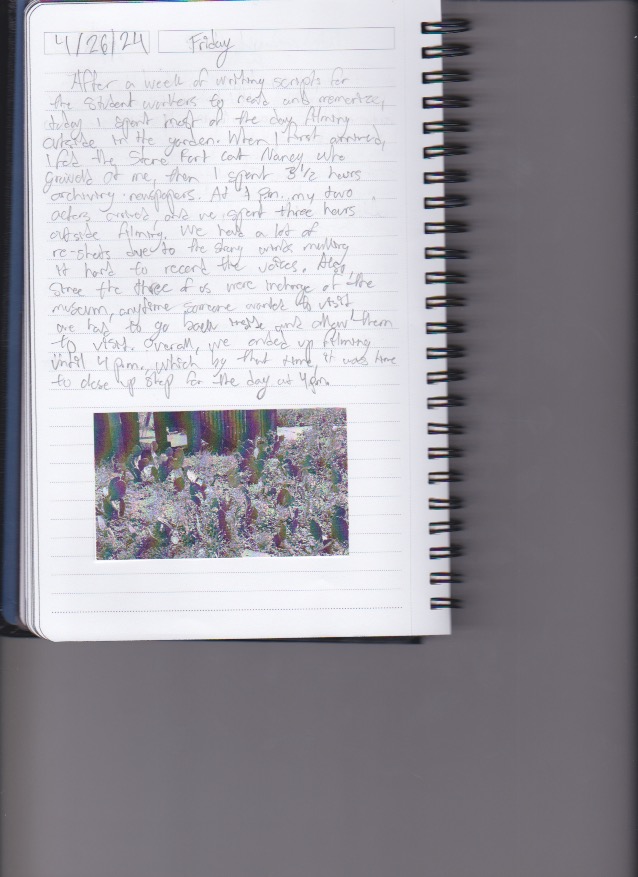 4/26/24 Friday
After a week of writing scripts for
the student workers to read and memorize,
today I spent most of the day filming
outside in the garden. When I first arrived,
I fed the Stone Fort cat Nancy who
growled at me, then I spent 3 1/2 hours
archiving newspapers. At 1 p.m. my two
actors arrived and we spent three hours
outside filming. We had a lot of
re-shots due to the strong winds making
it hard to record the voices. Also,
since the three of us were incharge of the
museum, anytime someone wanted to visit
we had to go back inside and allow them
to visit. Overall, we ended up filming
until 4 p.m., which by that time it was time
to close up shop for the day at 4pm.